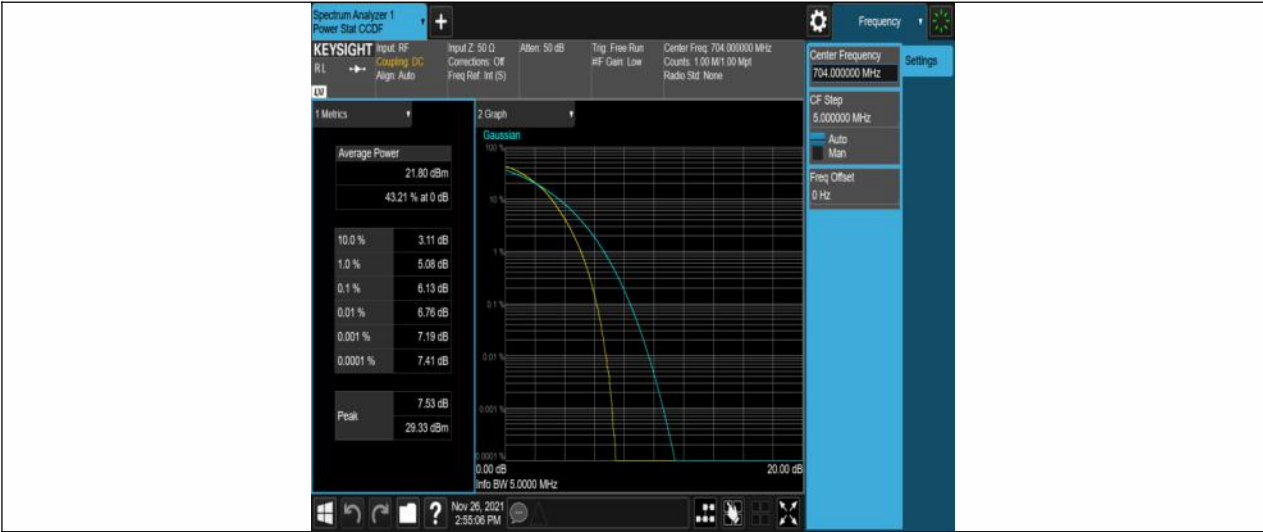 Spectrum Analyzer 1
Power Stat CCDF
+
Frequency
KEYSIGHT
RL
LV
Input: RF
Coupling: DC
Align: Auto
Input Z: 50 Ω
Corrections: Off
Freq Ref: Int (S)
Atten: 50 dB
Trig: Free Run
#IF Gain: Low
Center Freq: 704.000000 MHz
Counts: 1.00 M/1.00 Mpt
Radio Std: None
Center Frequency
704.000000 MHz
Settings
CF Step
5.000000 MHz
Auto
Man
Freq Offset
0 Hz
1 Metrics
Average Power
21.80 dBm
43.21 % at 0 dB
10.0 % 3.11 dB
1.0 % 5.08 dB
0.1 % 6.13 dB
0.01 % 6.76 dB
0.001 % 7.19 dB
0.0001 % 7.41 dB
Peak
7.53 dB
29.33 dBm
2 Graph
Gaussian
100 %
10 %
1 %
0.1 %
0.01 %
0.001 %
0.0001 %
0.00 dB 20.00 dB
Info BW 5.0000 MHz
?
Nov 26, 2021
2:55:06 PM